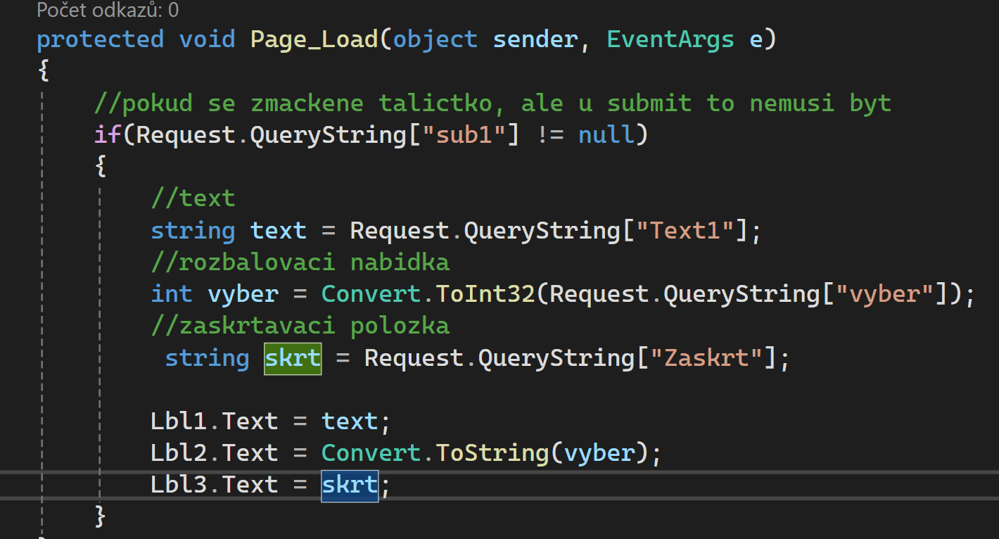 Počet odkazů: 0
protected void Page_Load(object sender, EventArgs e)
{
//pokud se zmackene talictko, ale u submit to nemusi byt
if(Request.QueryString["sub1"] != null)
{
//text
string text = Request.QueryString["Text1"];
//rozbalovaci nabidka
int vyber = Convert.ToInt32(Request.QueryString["vyber"]);
//zaskrtavaci polozka
string skrt = Request.QueryString["Zaskrt"];
Lbl1.Text = text;
Lbl2.Text = Convert.ToString(vyber);
Lbl3.Text = skrt;
}